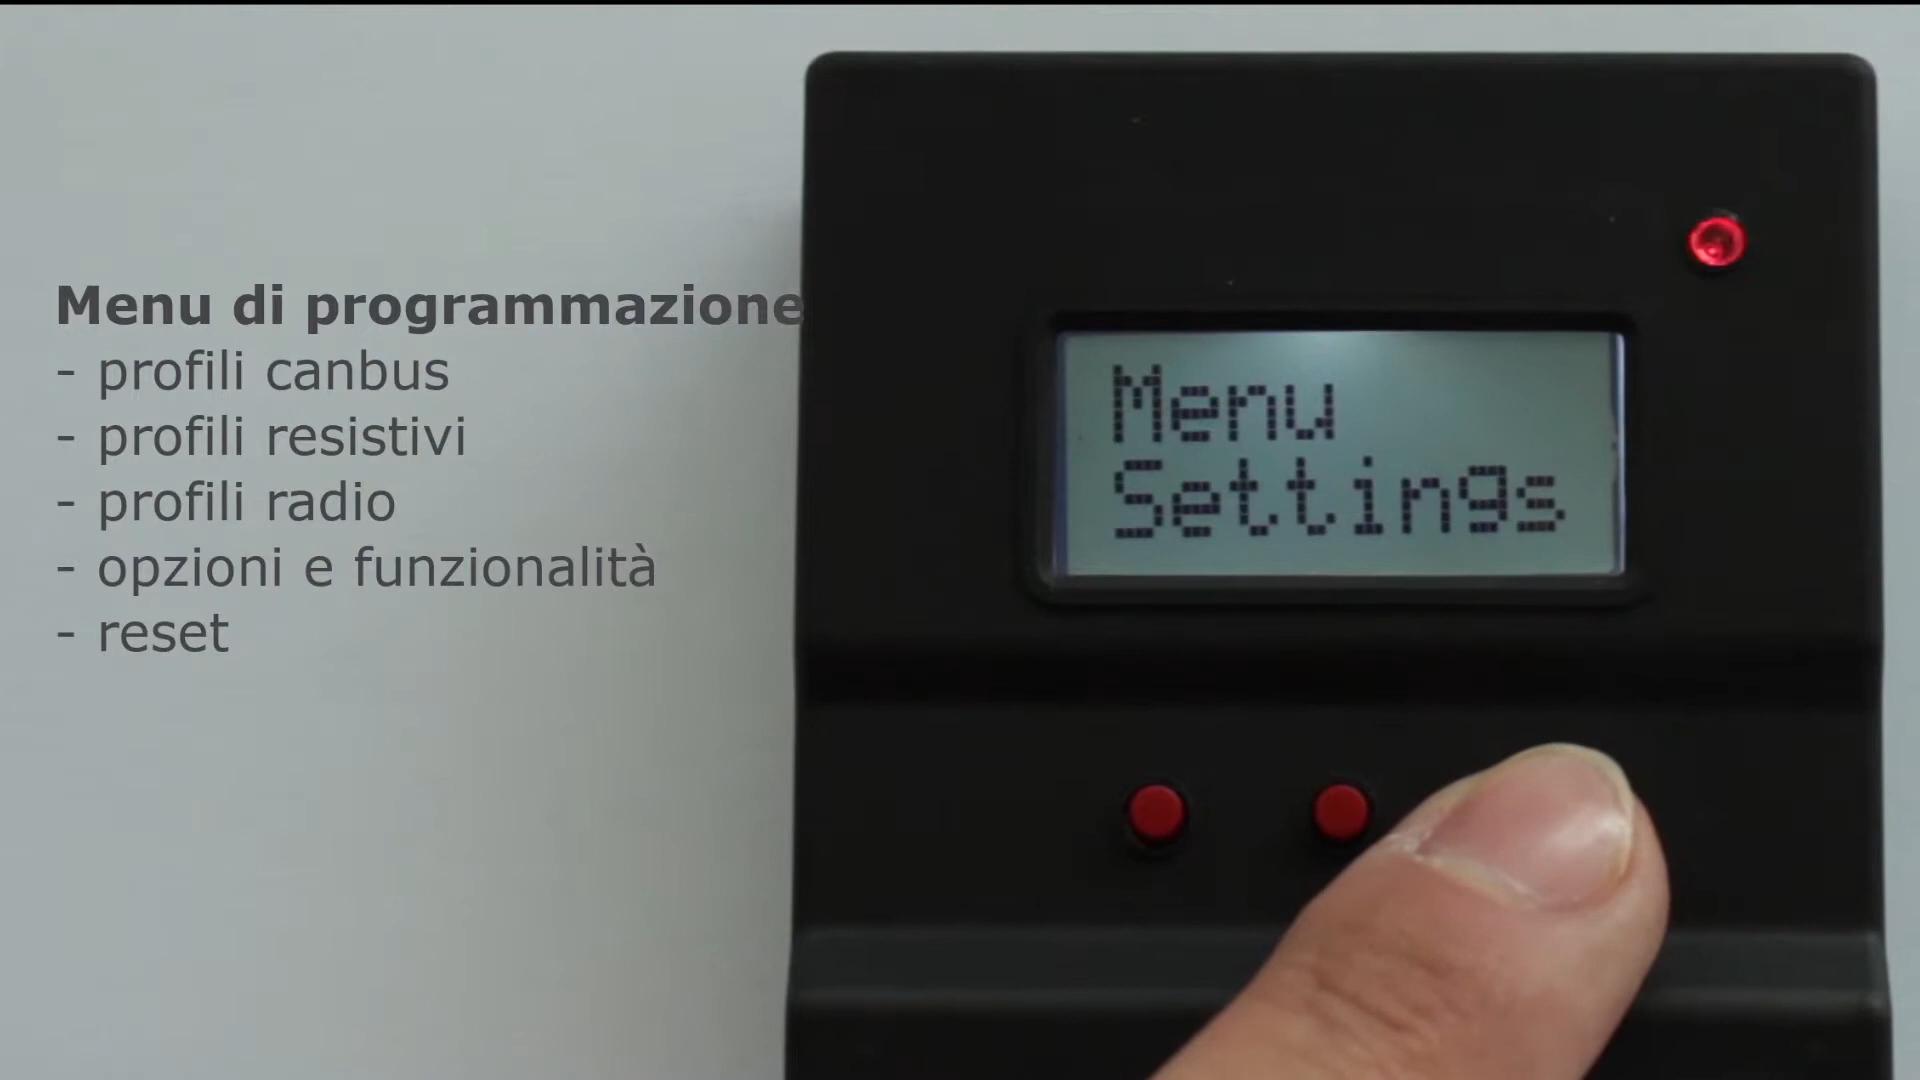 Menu di programmazione
- profili canbus
- profili resistivi
- profili radio
- opzioni e funzionalità
- reset
Menu
Settings